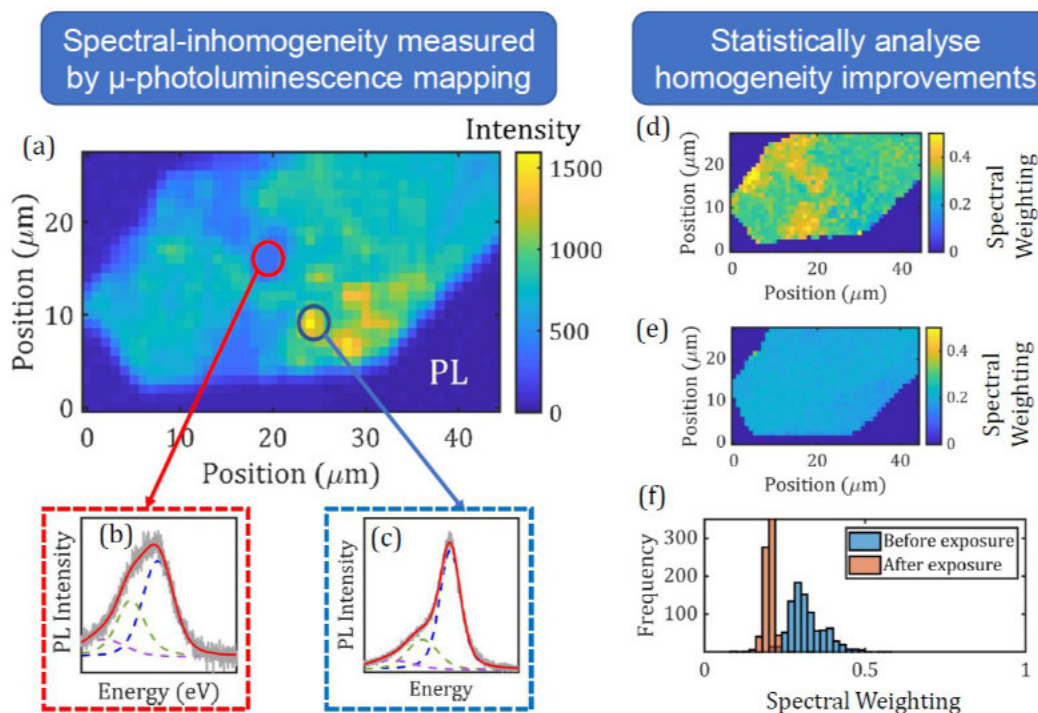 Spectral-inhomogeneity measured
by μ-photoluminescence mapping
Statistically analyse
homogeneity improvements
(a)
Intensity
1500
1000
500
0
Position (μm)
20
10
0
PL
0
10
20
30
40
Position (μm)
(b)
PL Intensity
Energy (eV)
(c)
PL Intensity
Energy
(d)
Position (μm)
20
10
0
0
20
40
Position (μm)
0.4
0.2
0
Spectral
Weighting
(e)
Position (μm)
20
10
0
0
20
40
Position (μm)
0.4
0.2
0
Spectral
Weighting
(f)
Frequency
300
200
100
Before exposure
After exposure
0
0.5
1
Spectral Weighting